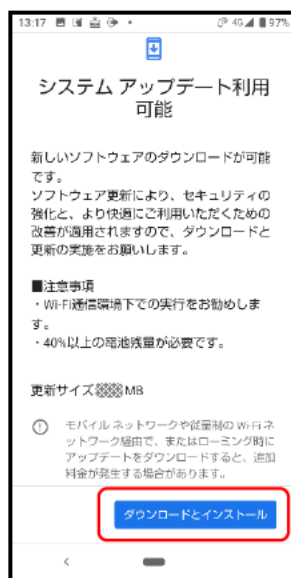 13:17 4G 97%
システム アップデート利用
可能
新しいソフトウェアのダウンロードが可能
です。
ソフトウェア更新により、セキュリティの
強化と、より快適にご利用いただくための
改善が適用されますので、ダウンロードと
更新の実施をお願いします。
■注意事項
・Wi-Fi通信環境下での実行をお勧めしま
す。
・40%以上の電池残量が必要です。
更新サイズ MB
モバイル ネットワークや従量制の Wi-Fi ネ
ットワーク経由で、またはローミング時に
アップデートをダウンロードすると、追加
料金が発生する場合があります。
ダウンロードとインストール